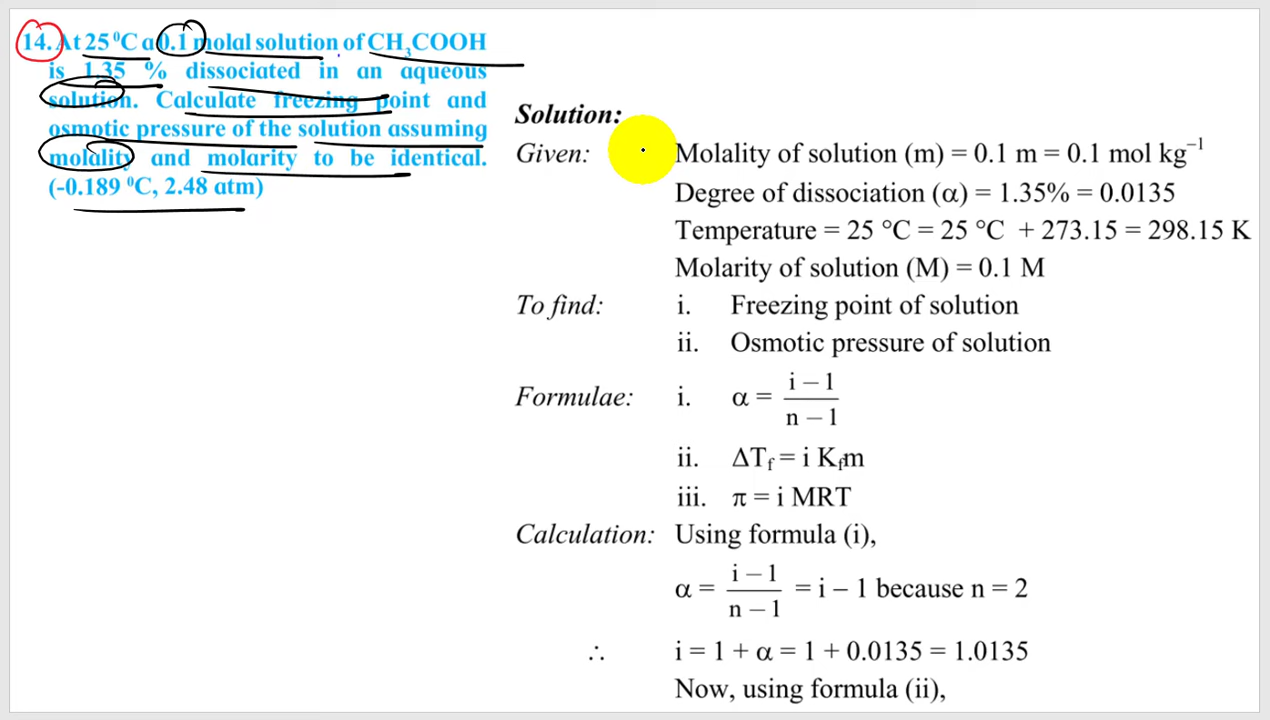 14. At 25 ⁰C a 0.1 molal solution of CH₃COOH
is 1.35 % dissociated in an aqueous
solution. Calculate freezing point and
osmotic pressure of the solution assuming
molality and molarity to be identical.
(-0.189 ⁰C, 2.48 atm)
Solution:
Given: Molality of solution (m) = 0.1 m = 0.1 mol kg⁻¹
Degree of dissociation (α) = 1.35% = 0.0135
Temperature = 25 °C = 25 °C + 273.15 = 298.15 K
Molarity of solution (M) = 0.1 M
To find: i. Freezing point of solution
ii. Osmotic pressure of solution
Formulae: i. α = (i – 1)/(n – 1)
ii. ΔT_f = i K_f m
iii. π = i MRT
Calculation: Using formula (i),
α = (i – 1)/(n – 1) = i – 1 because n = 2
∴ i = 1 + α = 1 + 0.0135 = 1.0135
Now, using formula (ii),